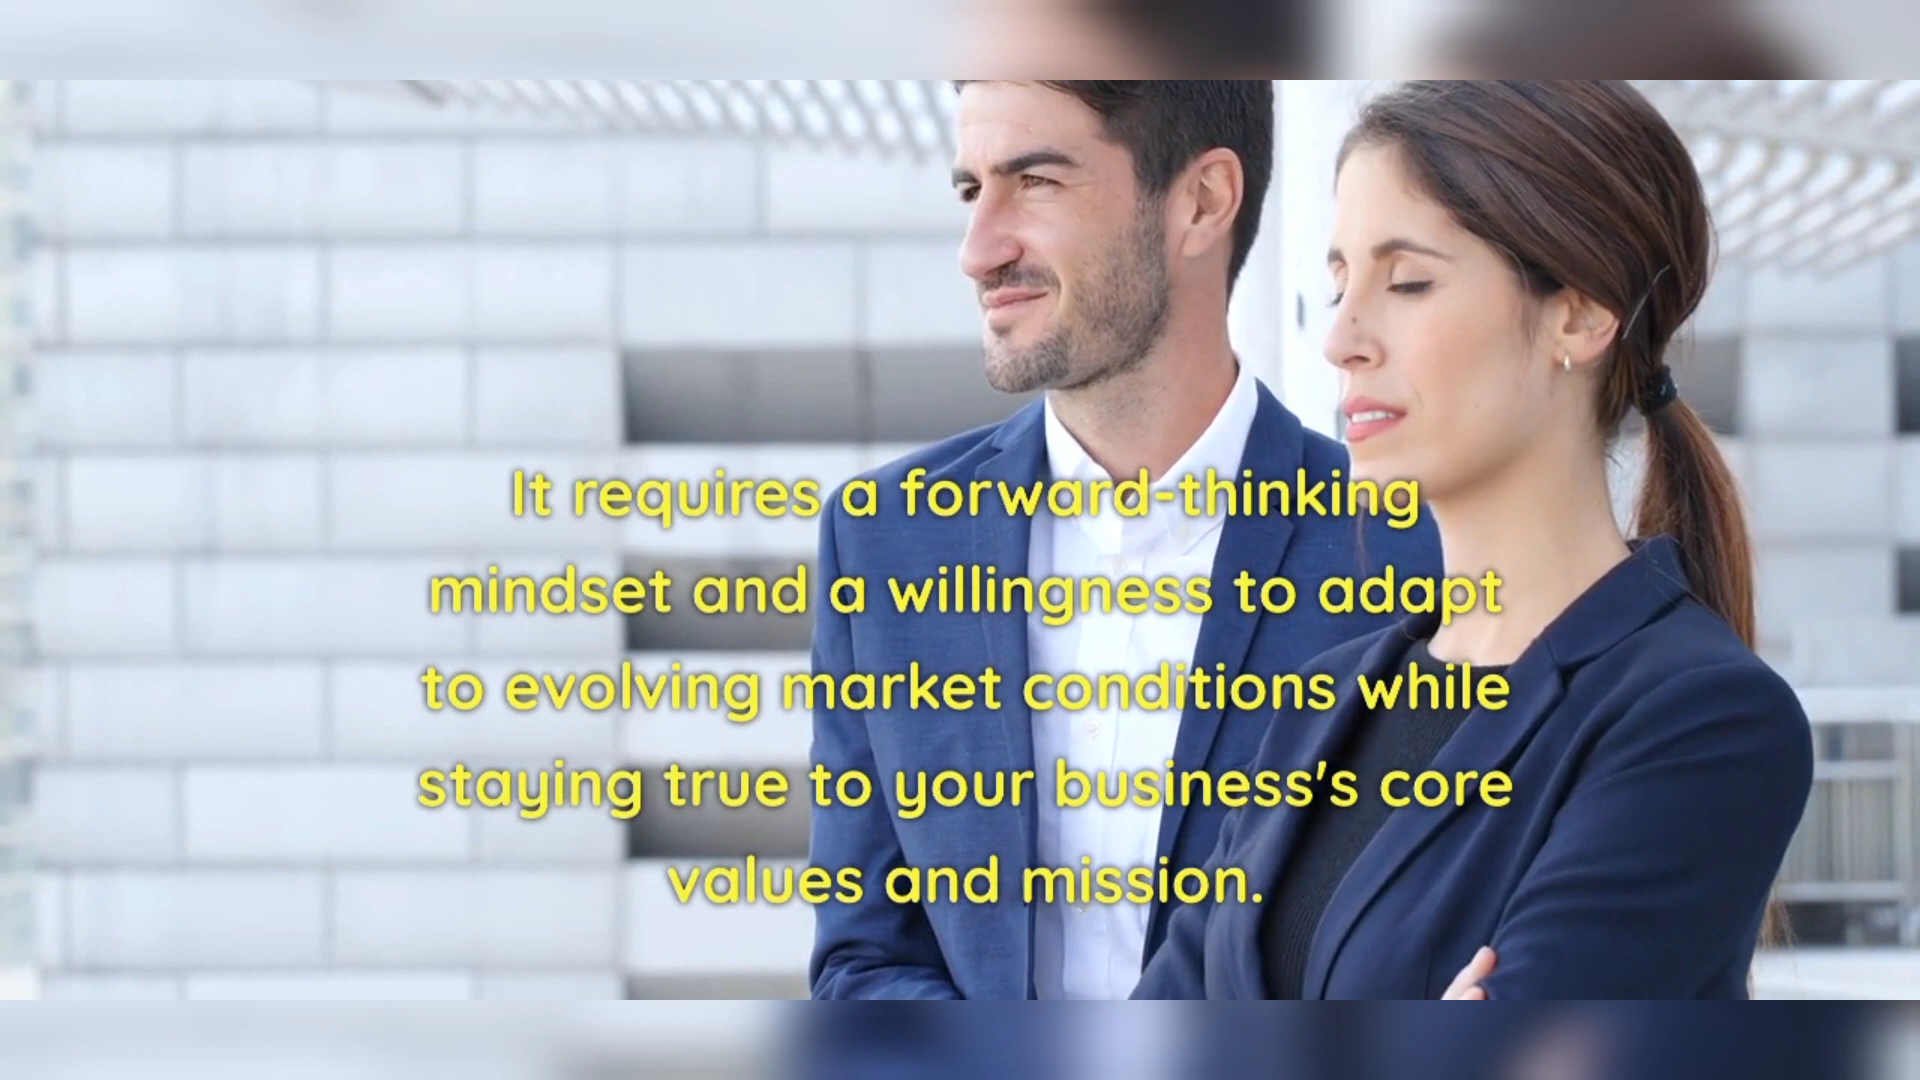 It requires a forward-thinking
mindset and a willingness to adapt
to evolving market conditions while
staying true to your business's core
values and mission.